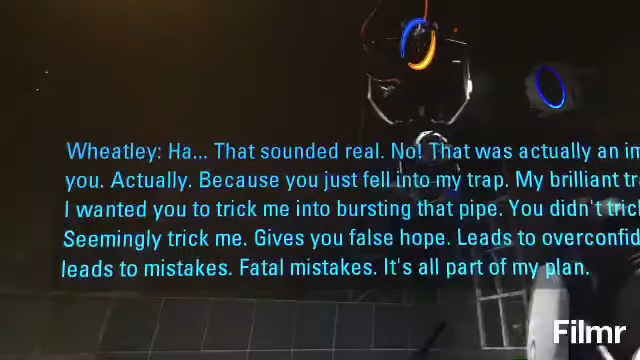 Wheatley: Ha... That sounded real. No! That was actually an im
you. Actually. Because you just fell into my trap. My brilliant tra
I wanted you to trick me into bursting that pipe. You didn't trick
Seemingly trick me. Gives you false hope. Leads to overconfid
leads to mistakes. Fatal mistakes. It's all part of my plan.
Filmr